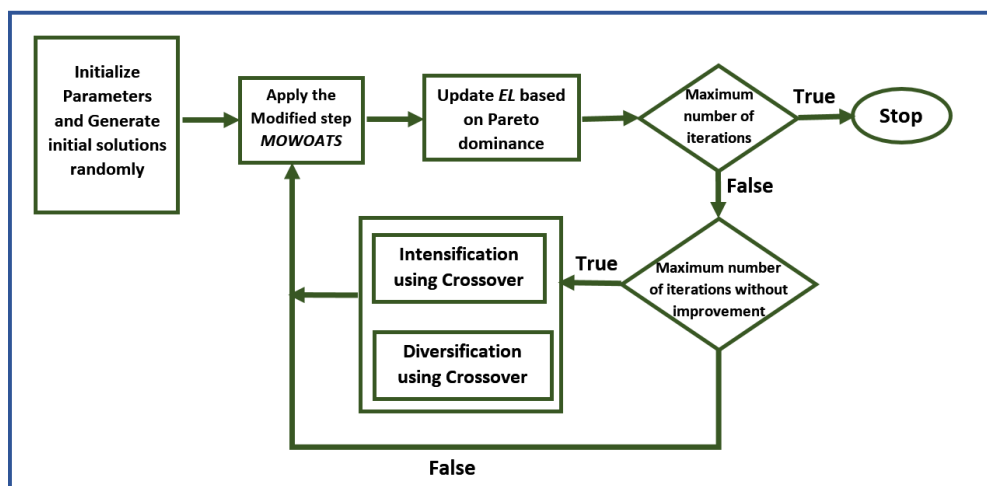 Initialize
Parameters
and Generate
initial solutions
randomly
Apply the
Modified step
MOWOATS
Update EL based
on Pareto
dominance
Maximum
number of
iterations
True
Stop
False
Maximum number
of iterations without
improvement
True
Intensification
using Crossover
Diversification
using Crossover
False